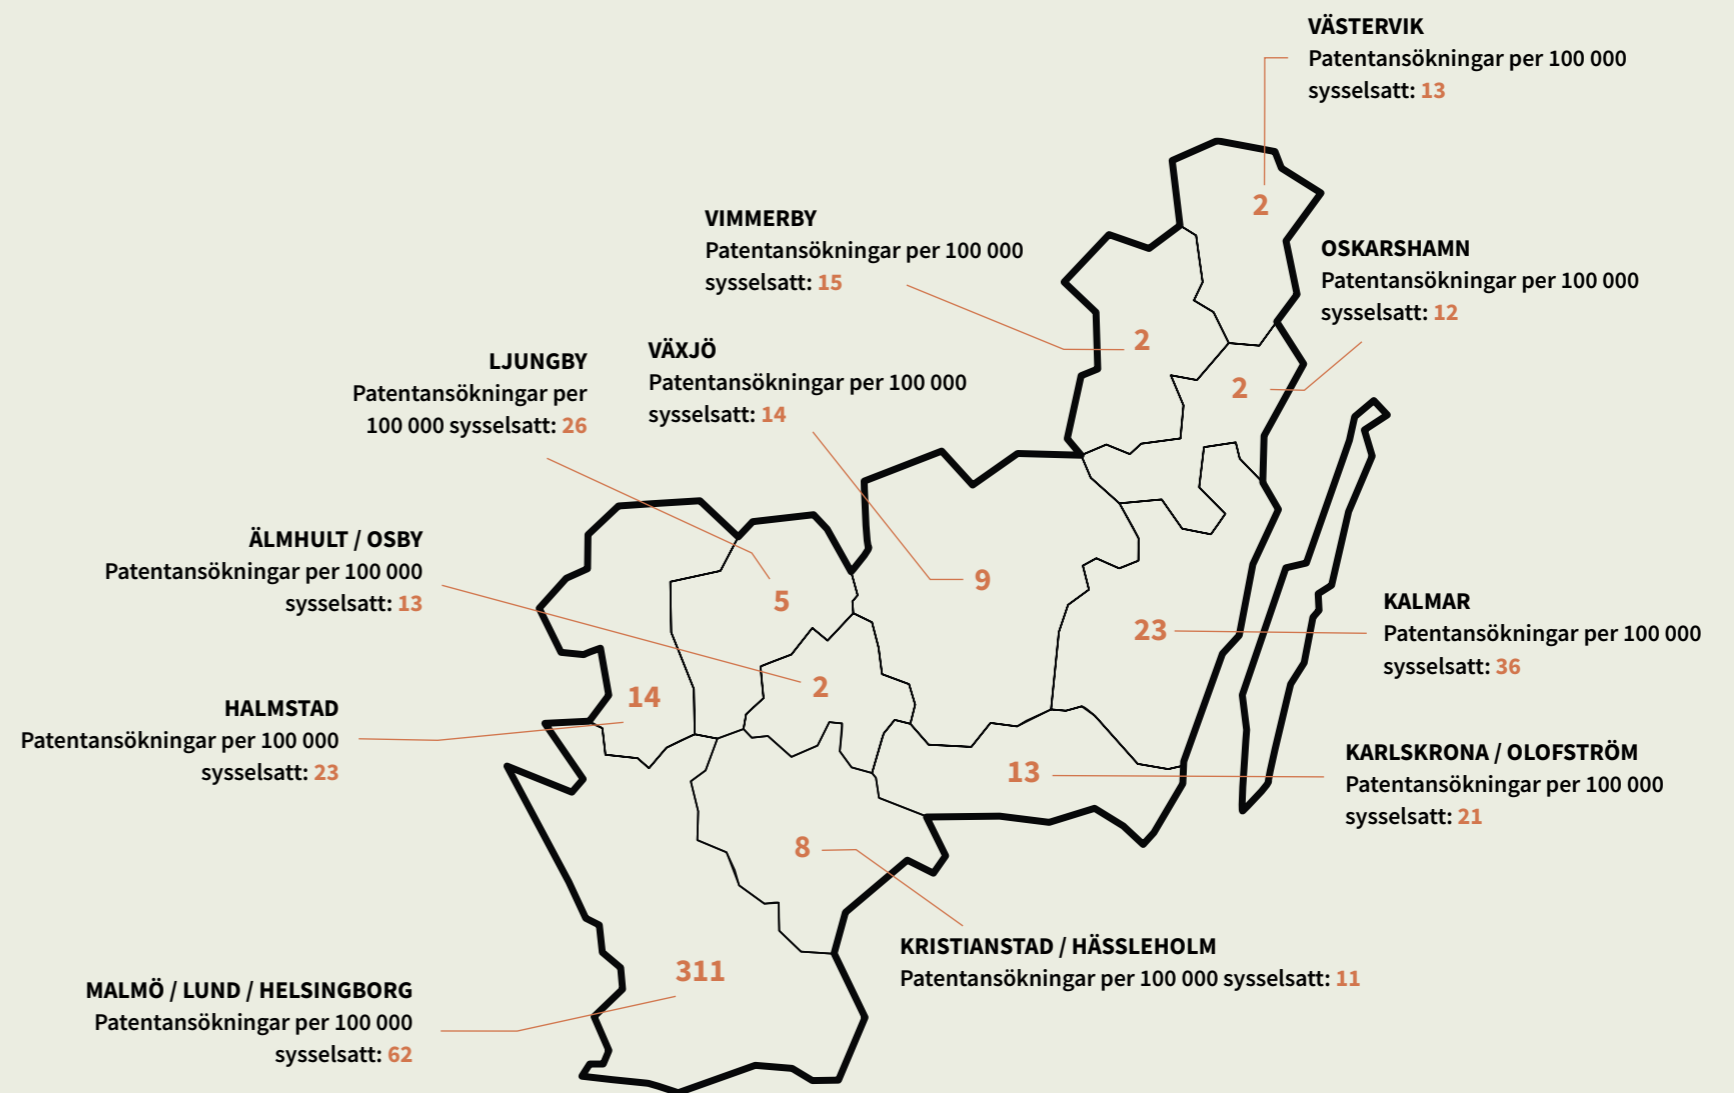 VÄSTERVIK
Patentansökningar per 100 000
sysselsatt: 13
2
VIMMERBY
Patentansökningar per 100 000
sysselsatt: 15
2
OSKARSHAMN
Patentansökningar per 100 000
sysselsatt: 12
2
LJUNGBY
Patentansökningar per
100 000 sysselsatt: 26
5
VÄXJÖ
Patentansökningar per 100 000
sysselsatt: 14
9
ÄLMHULT / OSBY
Patentansökningar per 100 000
sysselsatt: 13
2
KALMAR
Patentansökningar per 100 000
sysselsatt: 36
23
HALMSTAD
Patentansökningar per 100 000
sysselsatt: 23
14
KARLSKRONA / OLOFSTRÖM
Patentansökningar per 100 000
sysselsatt: 21
13
KRISTIANSTAD / HÄSSLEHOLM
Patentansökningar per 100 000 sysselsatt: 11
8
MALMÖ / LUND / HELSINGBORG
Patentansökningar per 100 000
sysselsatt: 62
311